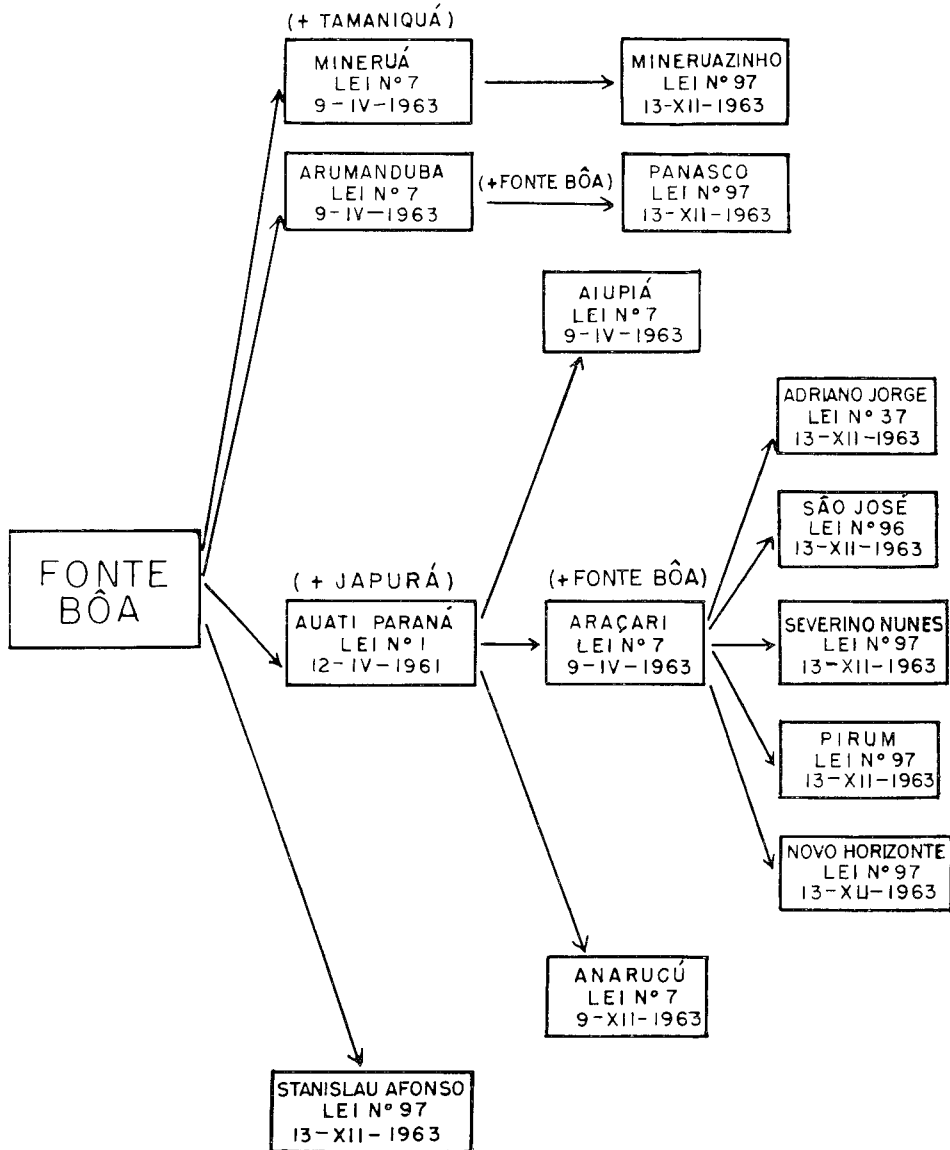 (+ TAMANIQUÁ)
MINERUÁ
LEI Nº 7
9-IV-1963
MINERUAZINHO
LEI Nº 97
13-XII-1963
ARUMANDUBA
LEI Nº 7
9-IV-1963
(+FONTE BÔA)
PANASCO
LEI Nº 97
13-XII-1963
AIUPIÁ
LEI Nº 7
9-IV-1963
ADRIANO JORGE
LEI Nº 37
13-XII-1963
SÂO JOSÉ
LEI Nº 96
13-XII-1963
FONTE
BÔA
(+ JAPURÁ)
AUATI PARANÁ
LEI Nº 1
12-IV-1961
(+FONTE BÔA)
ARAÇARI
LEI Nº 7
9-IV-1963
SEVERINO NUNES
LEI Nº 97
13-XII-1963
PIRUM
LEI Nº 97
13-XII-1963
NOVO HORIZONTE
LEI Nº 97
13-XII-1963
ANARUCÚ
LEI Nº 7
9-XII-1963
STANISLAU AFONSO
LEI Nº 97
13-XII-1963